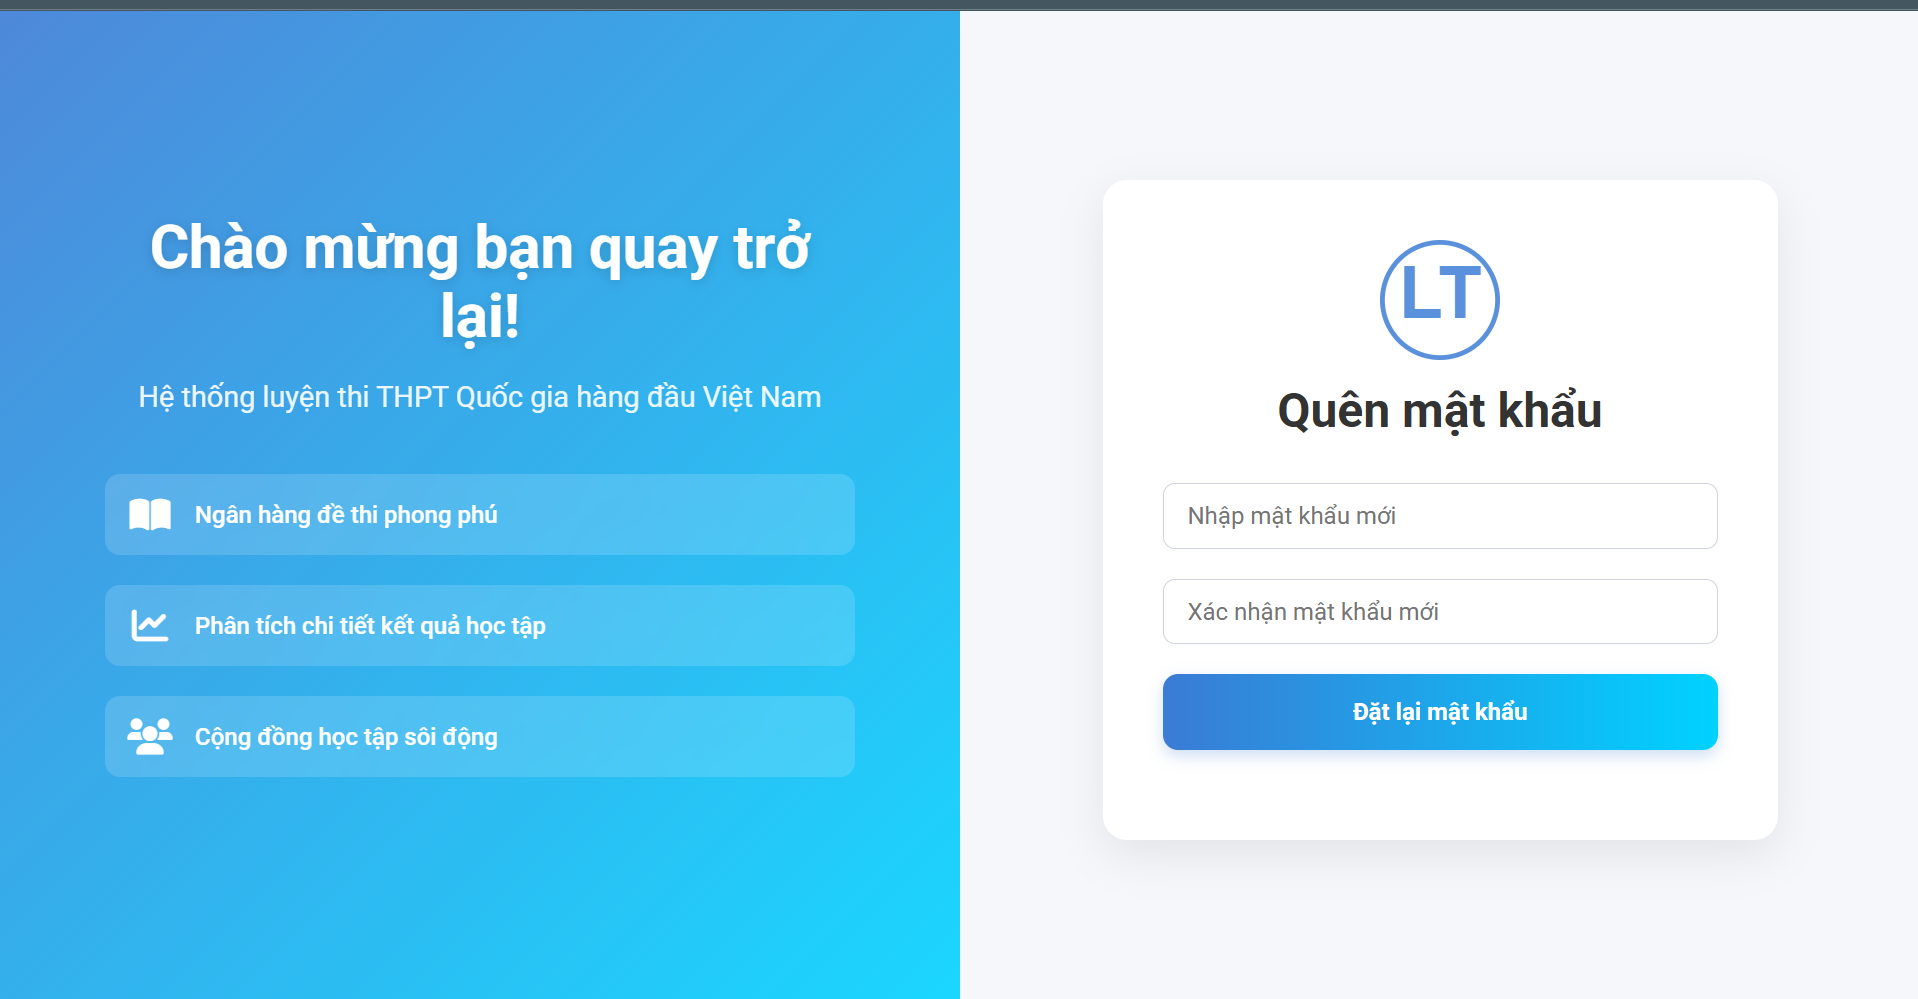 Chào mừng bạn quay trở
lại!
Hệ thống luyện thi THPT Quốc gia hàng đầu Việt Nam
Ngân hàng đề thi phong phú
Phân tích chi tiết kết quả học tập
Cộng đồng học tập sôi động
LT
Quên mật khẩu
Nhập mật khẩu mới
Xác nhận mật khẩu mới
Đặt lại mật khẩu